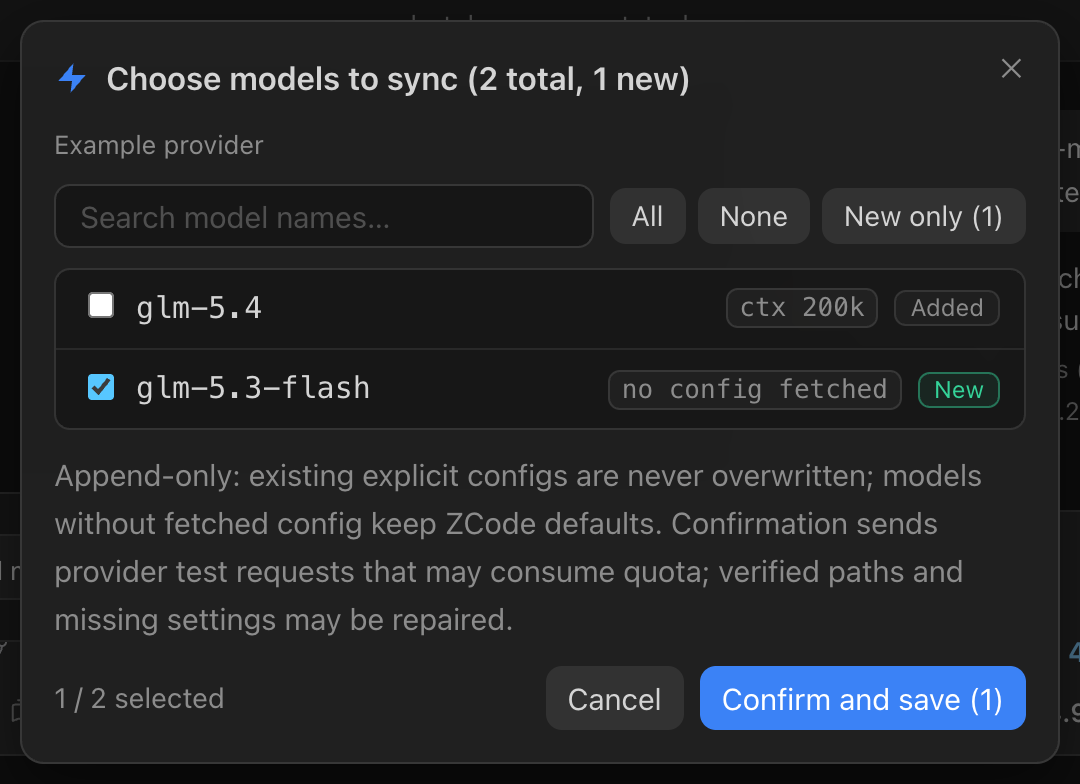 Choose models to sync (2 total, 1 new)
Example provider
Search model names...
All
None
New only (1)
glm-5.4
ctx 200k
Added
glm-5.3-flash
no config fetched
New
Append-only: existing explicit configs are never overwritten; models
without fetched config keep ZCode defaults. Confirmation sends
provider test requests that may consume quota; verified paths and
missing settings may be repaired.
1 / 2 selected
Cancel
Confirm and save (1)